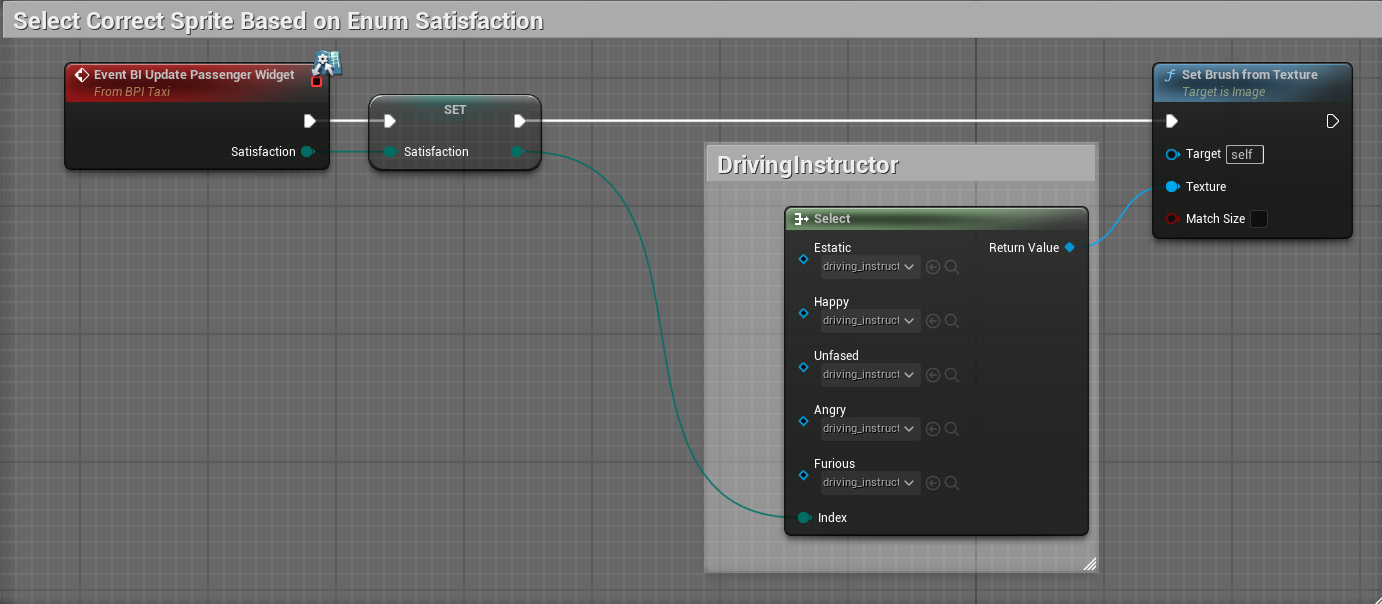 Select Correct Sprite Based on Enum Satisfaction
Event BI Update Passenger Widget
From BPI Taxi
Satisfaction
SET
Satisfaction
DrivingInstructor
Select
Estatic
driving_instruct
Return Value
Happy
driving_instruct
Unfased
driving_instruct
Angry
driving_instruct
Furious
driving_instruct
Index
Set Brush from Texture
Target is Image
Target self
Texture
Match Size